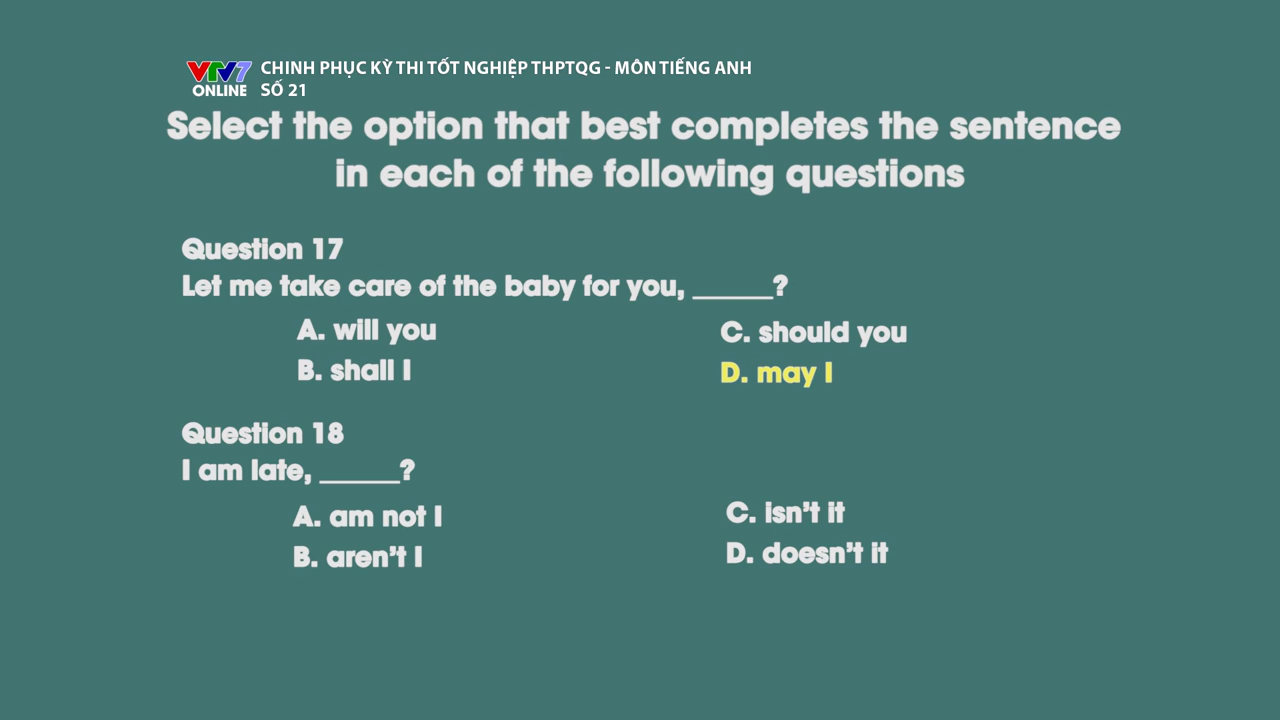 VTV7 CHINH PHỤC KỲ THI TỐT NGHIỆP THPTQG - MÔN TIẾNG ANH
ONLINE SỐ 21
Select the option that best completes the sentence
in each of the following questions
Question 17
Let me take care of the baby for you, ______?
A. will you
B. shall I
C. should you
D. may I
Question 18
I am late, ______?
A. am not I
B. aren't I
C. isn't it
D. doesn't it